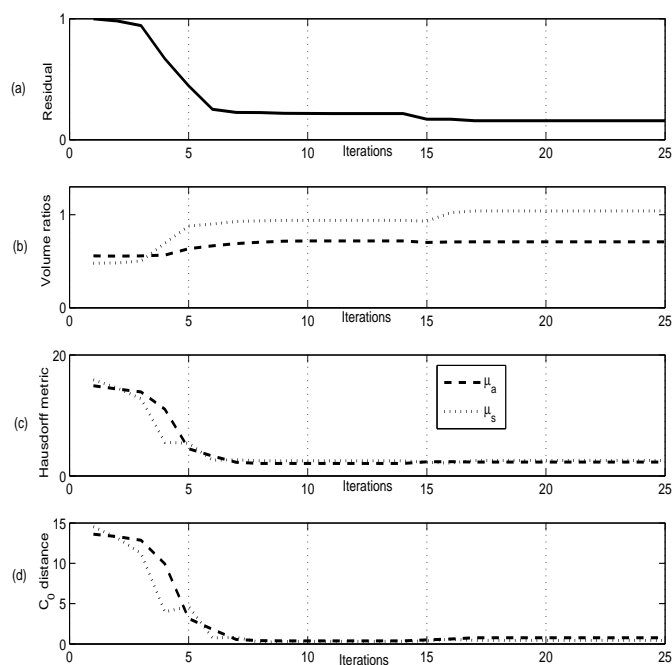 (a)
Residual
1
0
0 5 10 15 20 25
Iterations
(b)
Volume ratios
1
0
0 5 10 15 20 25
Iterations
(c)
Hausdorff metric
20
0
μa
μs
0 5 10 15 20 25
Iterations
(d)
C0 distance
15
10
5
0
0 5 10 15 20 25
Iterations